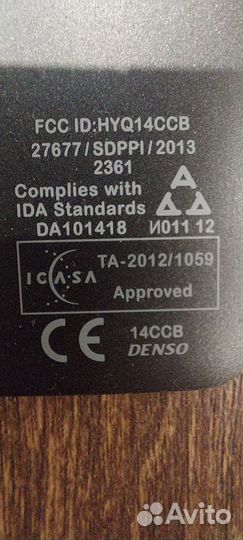 FCC ID:HYQ14CCB
27677/SDPPI/2013
2361
Complies with
IDA Standards
DA101418
И011 12
ICASA
TA-2012/1059
Approved
CE
14CCB
DENSO
Avito